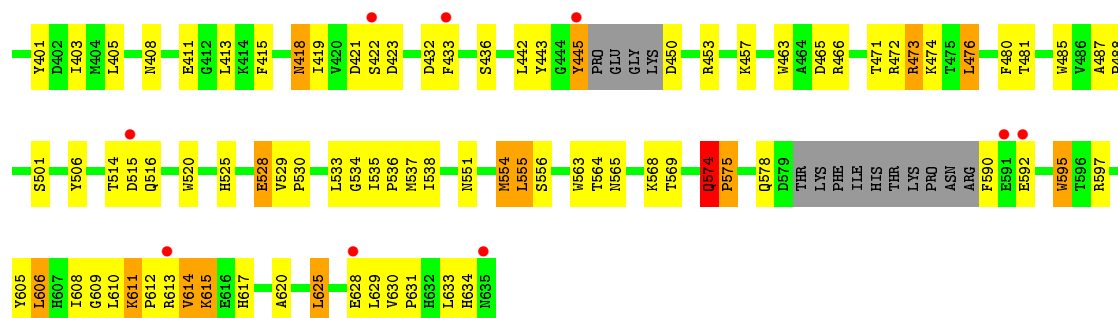 Y401 D402 I403 M404 L405 N408 E411 G412 L413 K414 F415 N418 I419 V420 D421 S422 D423 D432 F433 S436 L442 Y443 G444 Y445 PRO GLU GLY LYS D450 R453 K457 W463 A464 D465 R466 T471 R472 R473 K474 T475 L476 F480 T481 W485 V486 A487
S501 Y506 T514 D515 Q516 W520 H525 E528 V529 P530 L533 G534 I535 P536 M537 I538 N551 M554 L555 S556 W563 T564 N565 K568 T569 Q574 P575 Q578 D579 THR LYS PHE ILE HIS THR LYS PRO ASN ARG F590 E591 E592 W595 T596 R597
Y605 L606 H607 I608 G609 L610 K611 P612 R613 V614 K615 E616 H617 A620 L625 E628 L629 V630 P631 H632 L633 H634 N635